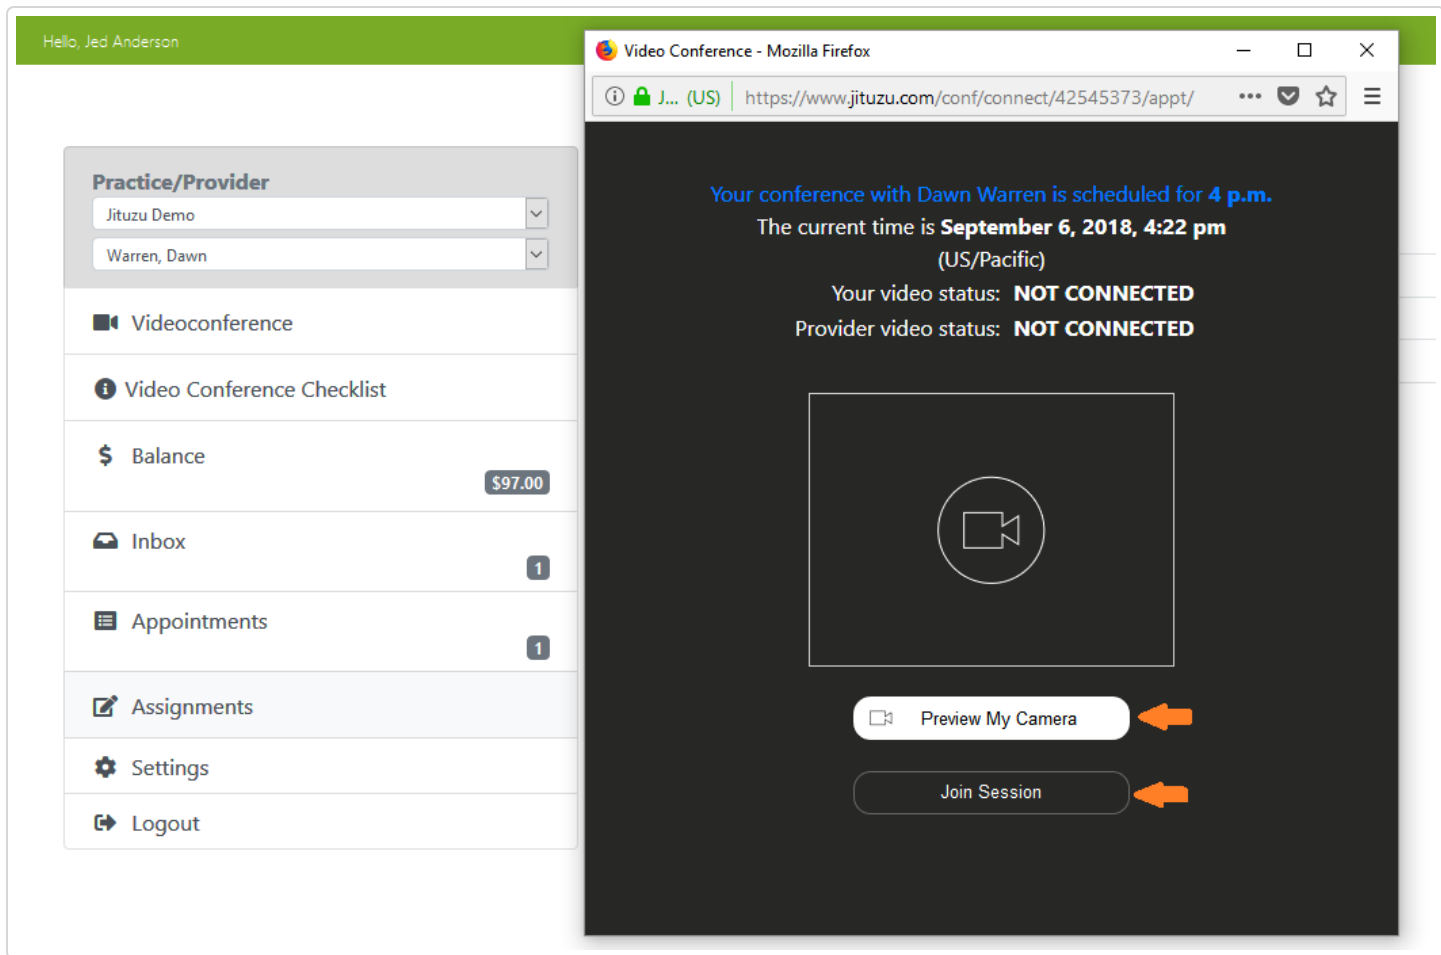 Hello, Jed Anderson
Practice/Provider
Jituzu Demo
Warren, Dawn
Videoconference
Video Conference Checklist
$ Balance
$97.00
Inbox
1
Appointments
1
Assignments
Settings
Logout
Video Conference - Mozilla Firefox
J... (US) https://www.jituzu.com/conf/connect/42545373/appt/
Your conference with Dawn Warren is scheduled for 4 p.m.
The current time is September 6, 2018, 4:22 pm
(US/Pacific)
Your video status: NOT CONNECTED
Provider video status: NOT CONNECTED
Preview My Camera
Join Session